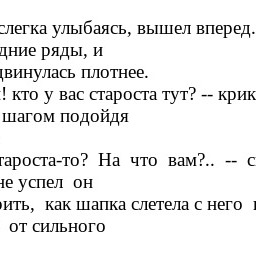 слегка улыбаясь, вышел вперед.
дние ряды, и
двинулась плотнее.
! кто у вас староста тут? -- крик
шагом подойдя
тароста-то? На что вам?.. -- с
не успел он
рить, как шапка слетела с него
от сильного